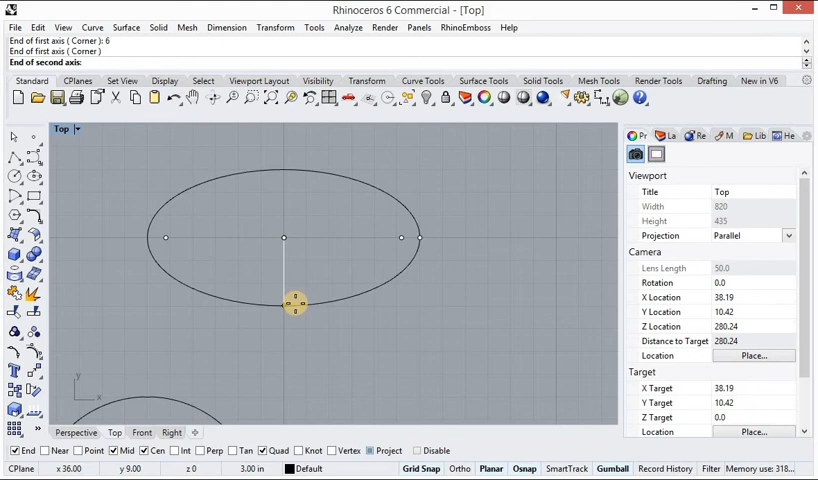 Rhinoceros 6 Commercial - [Top]
File Edit View Curve Surface Solid Mesh Dimension Transform Tools Analyze Render Panels RhinoEmboss Help
End of first axis ( Corner ): 6
End of first axis ( Corner )
End of second axis:
Standard CPlanes Set View Display Select Viewport Layout Visibility Transform Curve Tools Surface Tools Solid Tools Mesh Tools Render Tools Drafting New in V6
Top
Pr La Re M Lib He
Viewport
Title Top
Width 820
Height 435
Projection Parallel
Camera
Lens Length 50.0
Rotation 0.0
X Location 38.19
Y Location 10.42
Z Location 280.24
Distance to Target 280.24
Location Place...
Target
X Target 38.19
Y Target 10.42
Z Target 0.0
Location Place...
y
x
Perspective Top Front Right
End Near Point Mid Cen Int Perp Tan Quad Knot Vertex Project Disable
CPlane x 36.00 y 9.00 z 0 3.00 in Default Grid Snap Ortho Planar Osnap SmartTrack Gumball Record History Filter Memory use: 318...